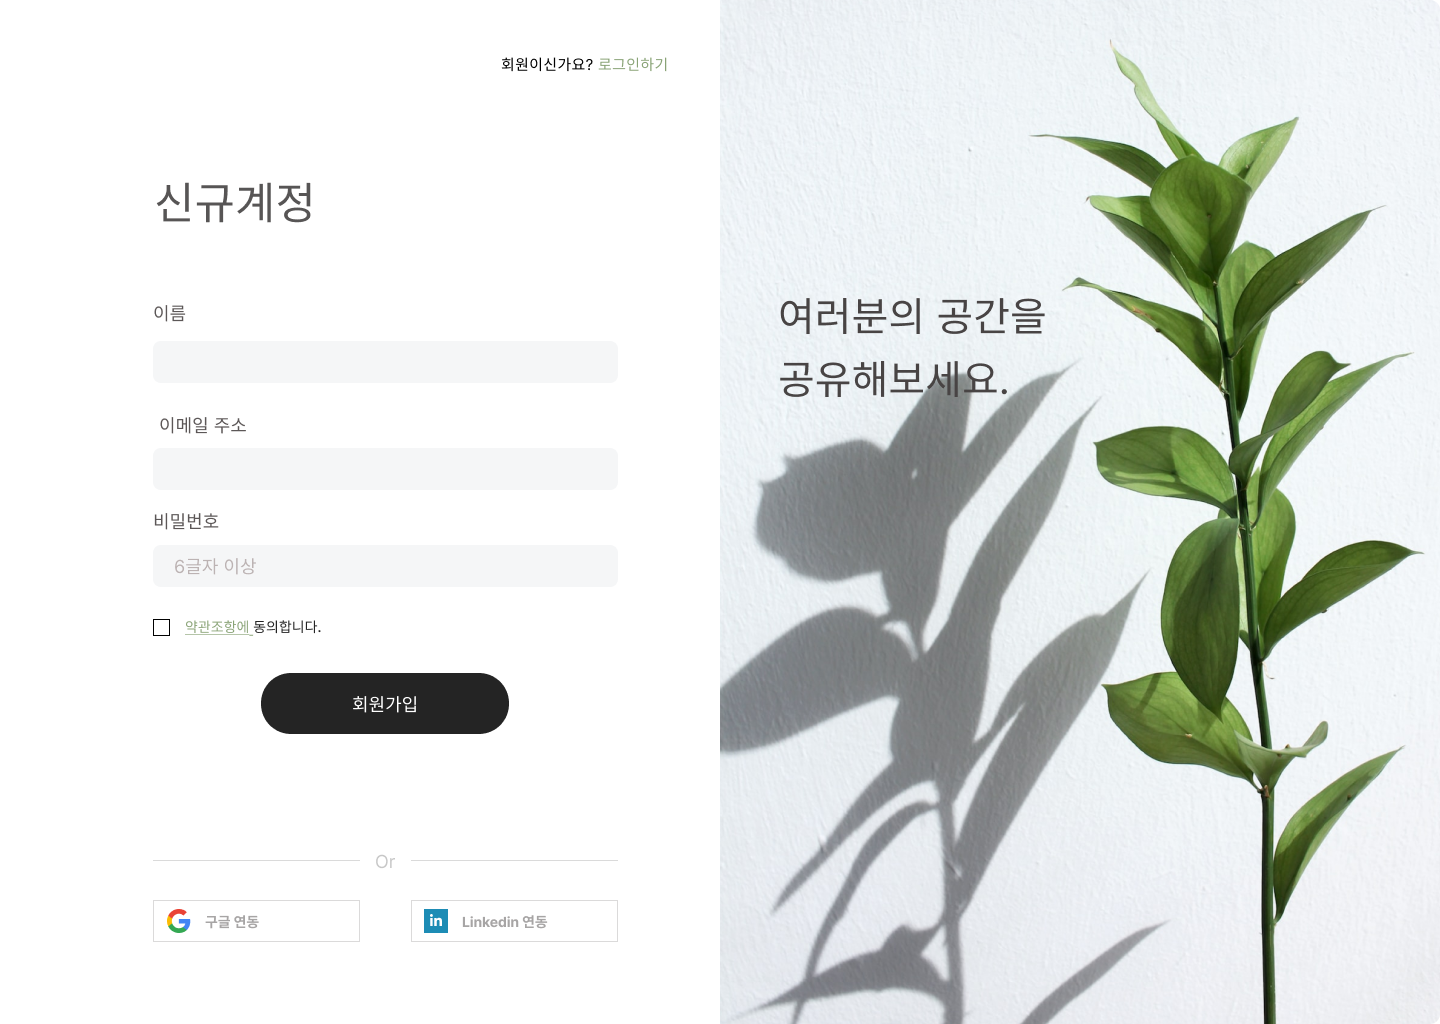 회원이신가요? 로그인하기
신규계정
이름
이메일 주소
비밀번호
6글자 이상
약관조항에 동의합니다.
회원가입
Or
구글 연동
in Linkedin 연동
여러분의 공간을
공유해보세요.